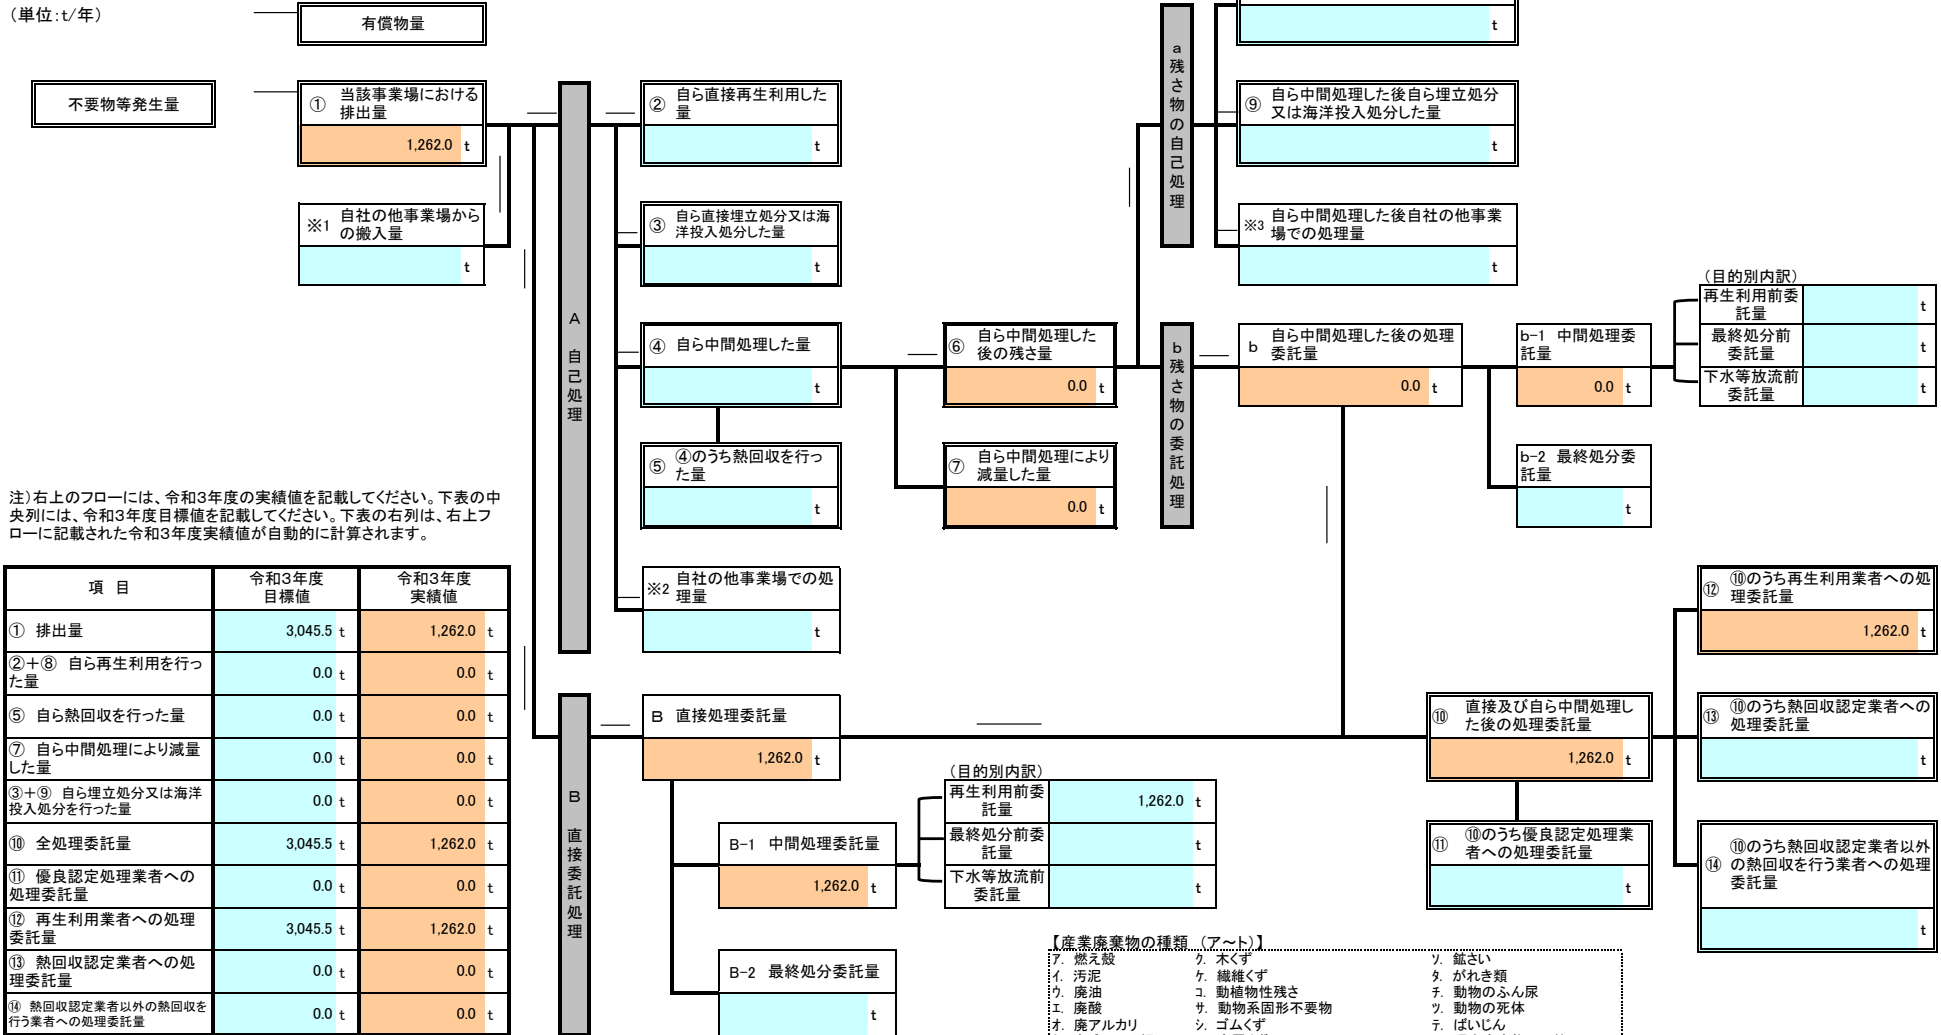 (単位:t/年)
有償物量
不要物等発生量
① 当該事業場における
排出量
1,262.0 t
※1 自社の他事業場から
の搬入量
t
A 自己処理
② 自ら直接再生利用した
量
t
③ 自ら直接埋立処分又は海
洋投入処分した量
t
④ 自ら中間処理した量
t
⑤ ④のうち熱回収を行っ
た量
t
※2 自社の他事業場での処
理量
t
⑥ 自ら中間処理した
後の残さ量
0.0 t
⑦ 自ら中間処理により
減量した量
0.0 t
a 残さ物の自己処理
t
⑨ 自ら中間処理した後自ら埋立処分
又は海洋投入処分した量
t
※3 自ら中間処理した後自社の他事業
場での処理量
t
b 残さ物の委託処理
b 自ら中間処理した後の処理
委託量
0.0 t
b-1 中間処理委
託量
0.0 t
b-2 最終処分委
託量
t
(目的別内訳)
再生利用前委
託量
t
最終処分前
委託量
t
下水等放流前
委託量
t
注)右上のフローには、令和3年度の実績値を記載してください。下表の中
央列には、令和3年度目標値を記載してください。下表の右列は、右上フ
ローに記載された令和3年度実績値が自動的に計算されます。
項 目
令和3年度
目標値
令和3年度
実績値
① 排出量 3,045.5 t 1,262.0 t
②+⑧ 自ら再生利用を行っ
た量 0.0 t 0.0 t
⑤ 自ら熱回収を行った量 0.0 t 0.0 t
⑦ 自ら中間処理により減量
した量 0.0 t 0.0 t
③+⑨ 自ら埋立処分又は海洋
投入処分を行った量 0.0 t 0.0 t
⑩ 全処理委託量 3,045.5 t 1,262.0 t
⑪ 優良認定処理業者への
処理委託量 0.0 t 0.0 t
⑫ 再生利用業者への処理
委託量 3,045.5 t 1,262.0 t
⑬ 熱回収認定業者への処
理委託量 0.0 t 0.0 t
⑭ 熱回収認定業者以外の熱回収を
行う業者への処理委託量 0.0 t 0.0 t
B 直接委託処理
B 直接処理委託量
1,262.0 t
B-1 中間処理委託量
1,262.0 t
B-2 最終処分委託量
t
(目的別内訳)
再生利用前委
託量
1,262.0 t
最終処分前委
託量
t
下水等放流前
委託量
t
⑩ 直接及び自ら中間処理し
た後の処理委託量
1,262.0 t
⑪ ⑩のうち優良認定処理業
者への処理委託量
t
⑫ ⑩のうち再生利用業者への処
理委託量
1,262.0 t
⑬ ⑩のうち熱回収認定業者への
処理委託量
t
⑭ ⑩のうち熱回収認定業者以外
の熱回収を行う業者への処理
委託量
t
【産業廃棄物の種類 (ア~ト)】
ア. 燃え殻 ク. 木くず ソ. 鉱さい
イ. 汚泥 ケ. 繊維くず タ. がれき類
ウ. 廃油 コ. 動植物性残さ チ. 動物のふん尿
エ. 廃酸 サ. 動物系固形不要物 ツ. 動物の死体
オ. 廃アルカリ シ. ゴムくず テ. ばいじん